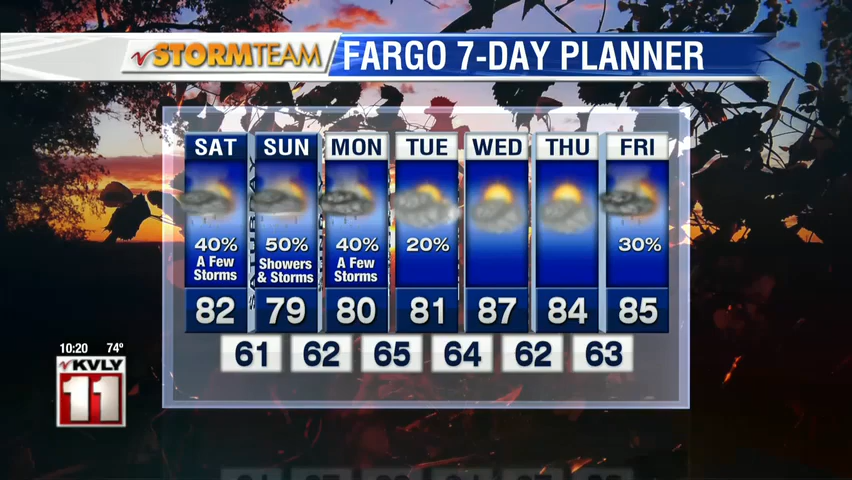 STORMTEAM
FARGO 7-DAY PLANNER
SAT SUN MON TUE WED THU FRI
40% 50% 40% 20% 30%
A Few Storms
Showers & Storms
A Few Storms
82 79 80 81 87 84 85
61 62 65 64 62 63
10:20 74°
KVLY
11